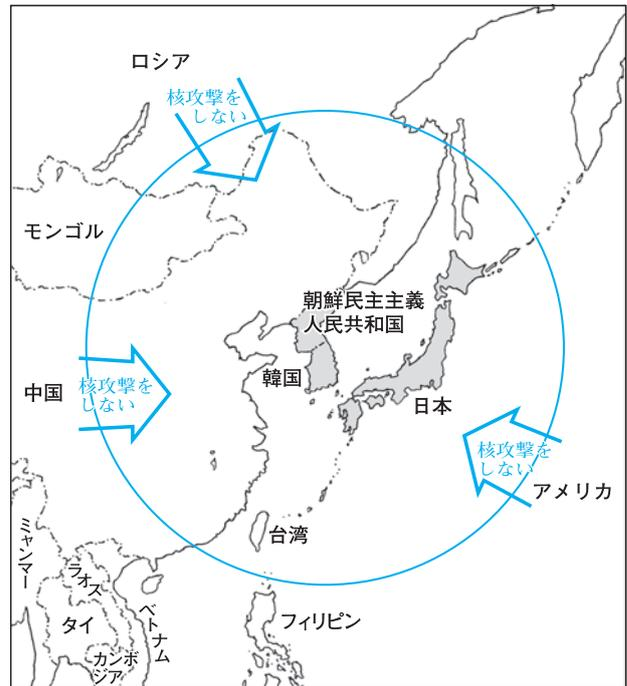 ロシア
核攻撃を
しない
モンゴル
朝鮮民主主義
人民共和国
韓国
中国
核攻撃を
しない
日本
核攻撃を
しない
アメリカ
台湾
ミャンマー
ラオス
タイ
ベトナム
カンボ
ジア
フィリピン